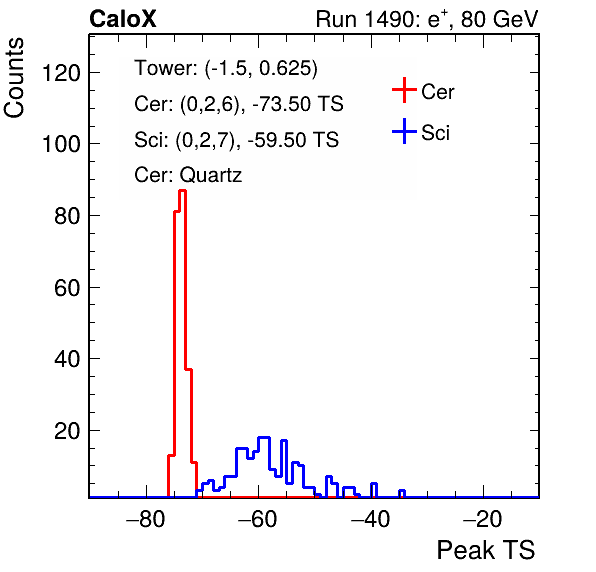 CaloX Run 1490: e⁺, 80 GeV
Counts
Tower: (-1.5, 0.625)
Cer: (0,2,6), -73.50 TS
Sci: (0,2,7), -59.50 TS
Cer: Quartz
Cer
Sci
120
100
80
60
40
20
−80 −60 −40 −20
Peak TS